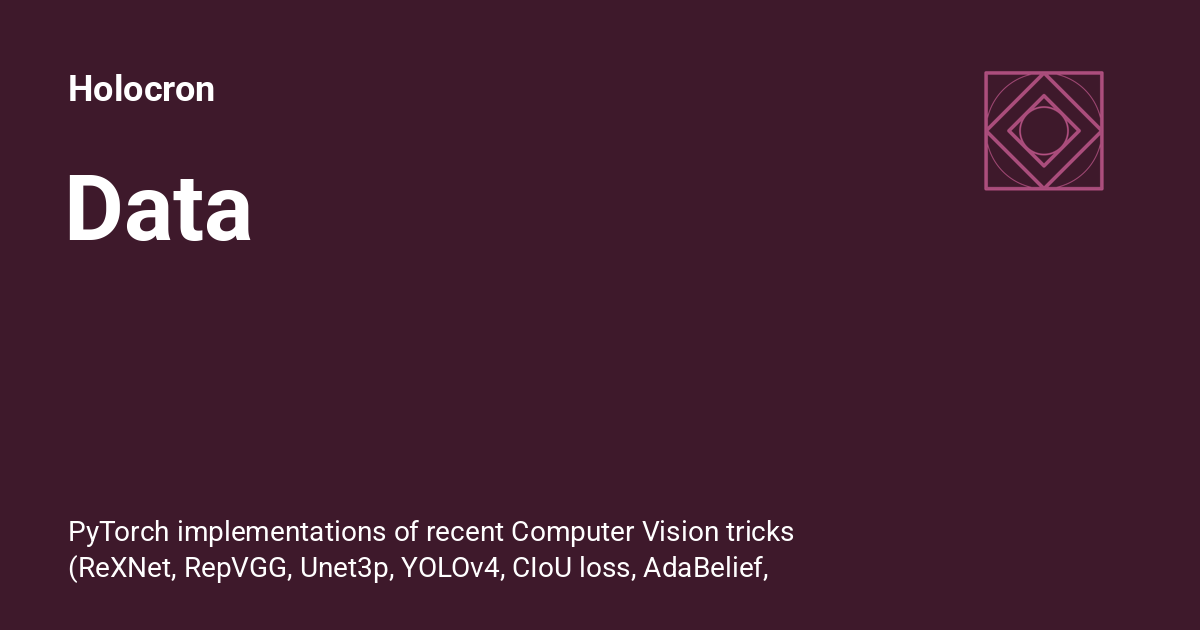 Holocron
Data
PyTorch implementations of recent Computer Vision tricks
(ReXNet, RepVGG, Unet3p, YOLOv4, CIoU loss, AdaBelief,